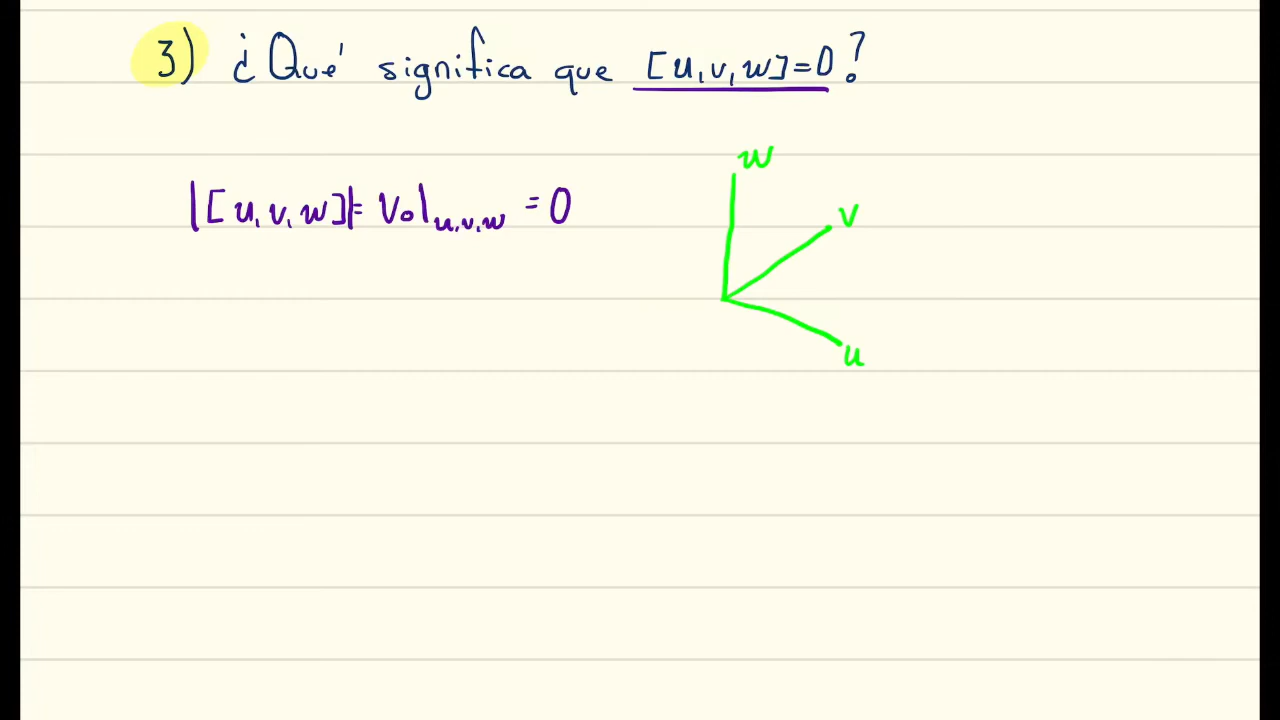 3) ¿Qué significa que [u,v,w]=0?
|[u,v,w]|= Vol u,v,w = 0
w
v
u